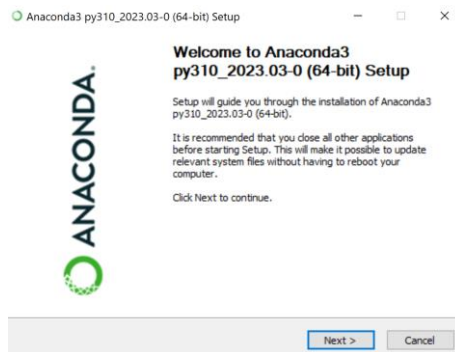 Anaconda3 py310_2023.03-0 (64-bit) Setup
ANACONDA.
Welcome to Anaconda3
py310_2023.03-0 (64-bit) Setup
Setup will guide you through the installation of Anaconda3
py310_2023.03-0 (64-bit).
It is recommended that you close all other applications
before starting Setup. This will make it possible to update
relevant system files without having to reboot your
computer.
Click Next to continue.
Next >
Cancel